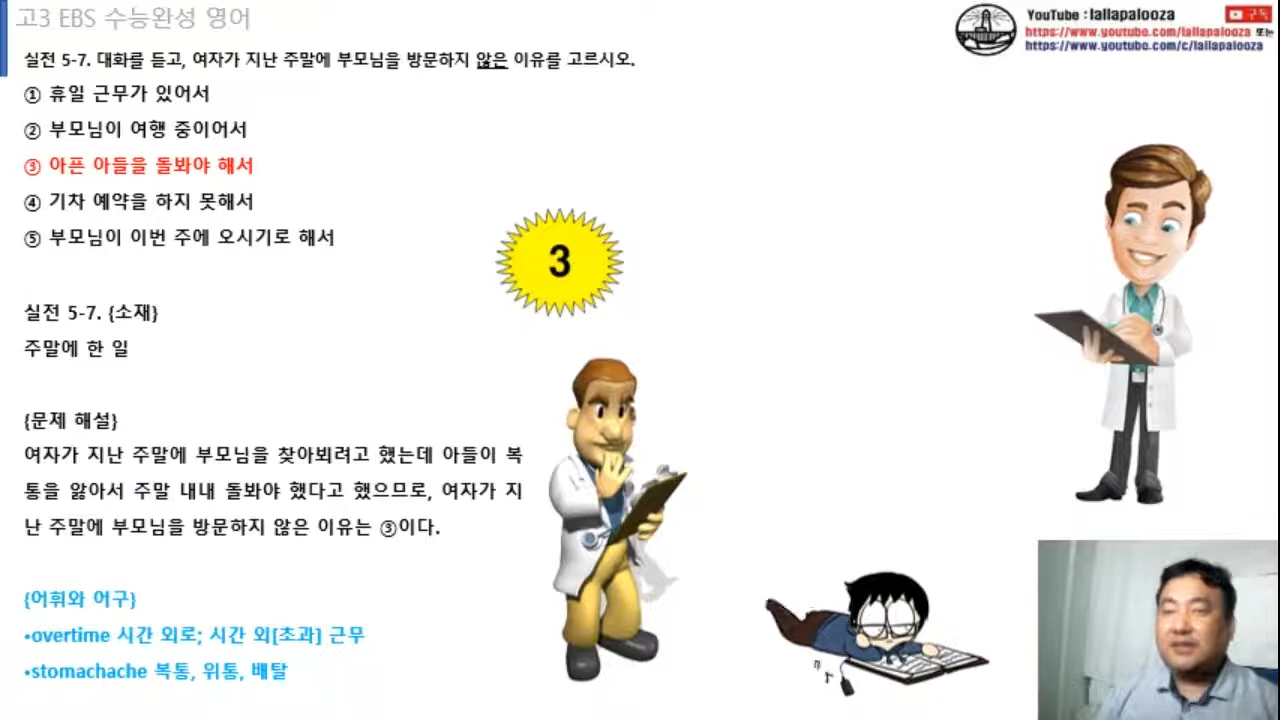 고3 EBS 수능완성 영어
YouTube : lallapalooza
구독
https://www.youtube.com/lallapalooza 또는
https://www.youtube.com/c/lallapalooza
실전 5-7. 대화를 듣고, 여자가 지난 주말에 부모님을 방문하지 않은 이유를 고르시오.
① 휴일 근무가 있어서
② 부모님이 여행 중이어서
③ 아픈 아들을 돌봐야 해서
④ 기차 예약을 하지 못해서
⑤ 부모님이 이번 주에 오시기로 해서
3
실전 5-7. {소재}
주말에 한 일
{문제 해설}
여자가 지난 주말에 부모님을 찾아뵈려고 했는데 아들이 복
통을 앓아서 주말 내내 돌봐야 했다고 했으므로, 여자가 지
난 주말에 부모님을 방문하지 않은 이유는 ③이다.
{어휘와 어구}
•overtime 시간 외로; 시간 외[초과] 근무
•stomachache 복통, 위통, 배탈